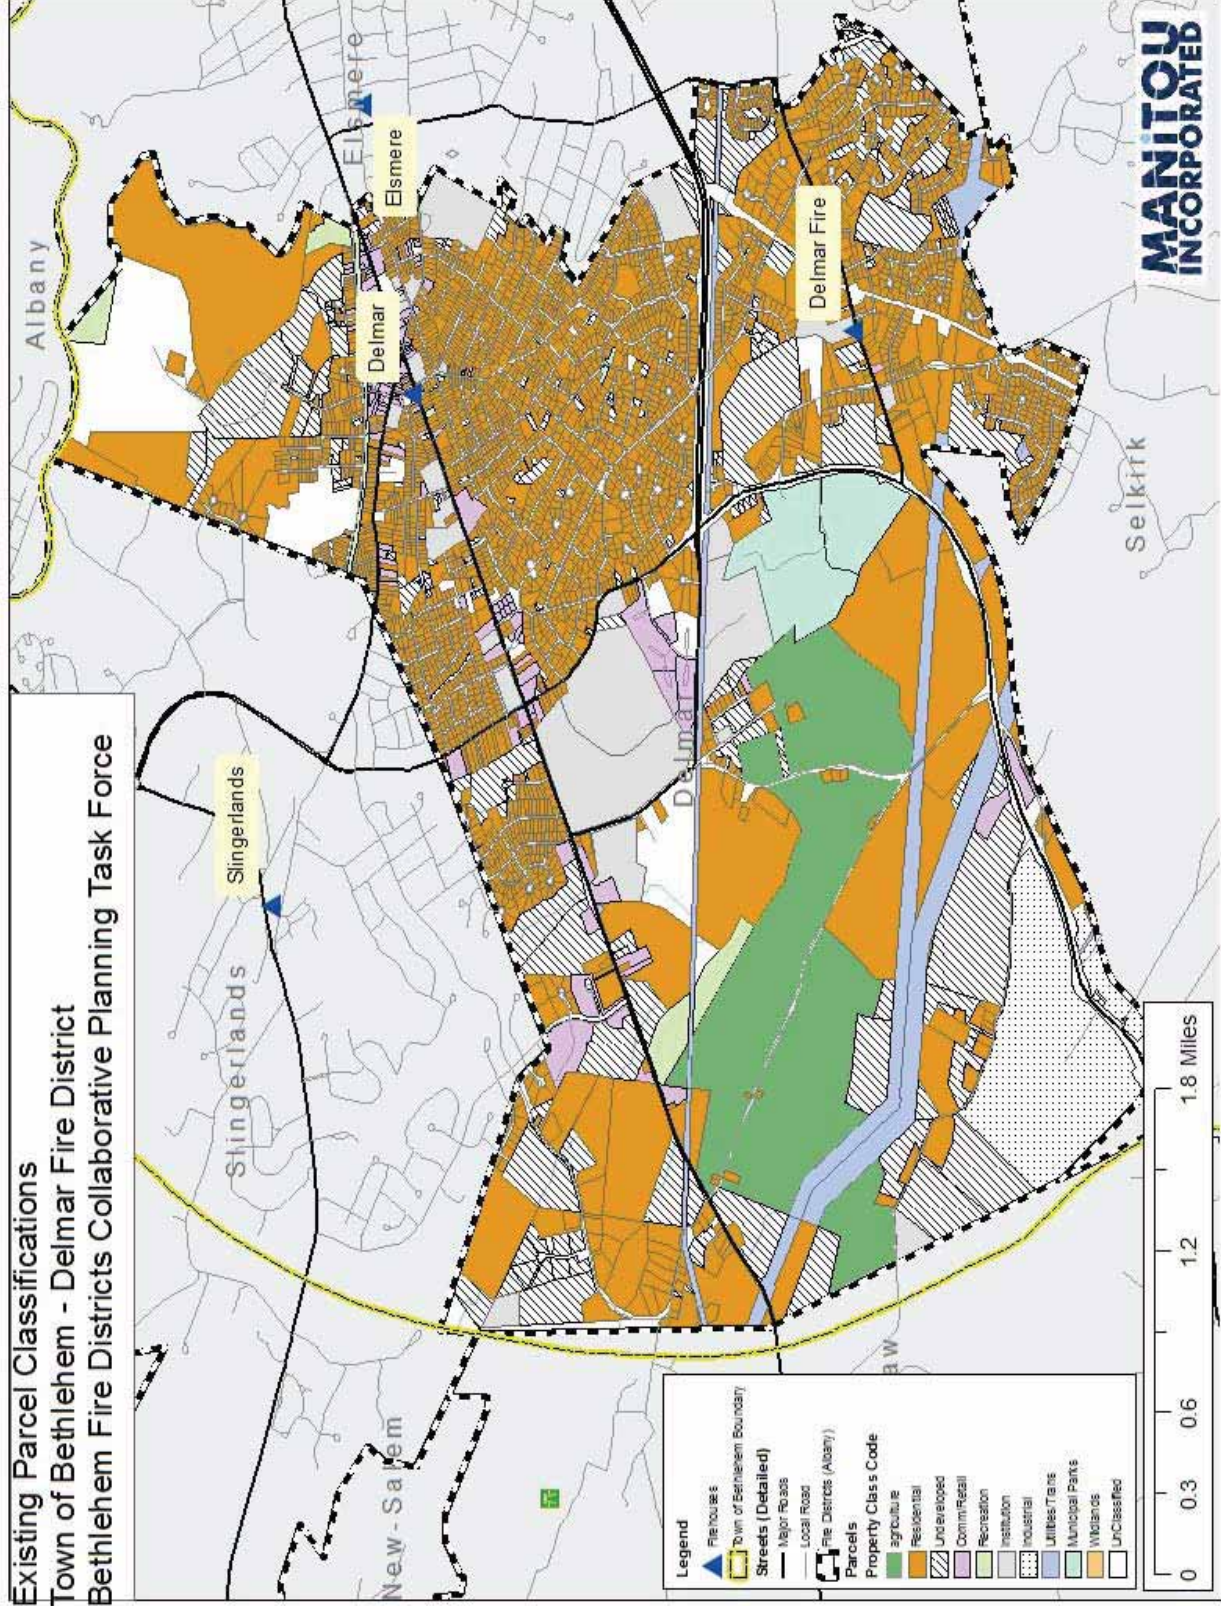 Existing Parcel Classifications
Town of Bethlehem - Delmar Fire District
Bethlehem Fire Districts Collaborative Planning Task Force
Albany
Elsmere
Elsmere
Delmar
Delmar Fire
Slingerlands
Slingerlands
Delmar
Selkirk
New-Salem
aw
Legend
Firehouses
Town of Bethlehem Boundary
Streets (Detailed)
Major Roads
Local Road
Fire Districts (Albany)
Parcels
Property Class Code
agriculture
Residential
Undeveloped
Comm/Retail
Recreation
Institution
Industrial
Utilities/Trans
Municipal Parks
Wildlands
UnClassified
0 0.3 0.6 1.2 1.8 Miles
MANITOU
INCORPORATED